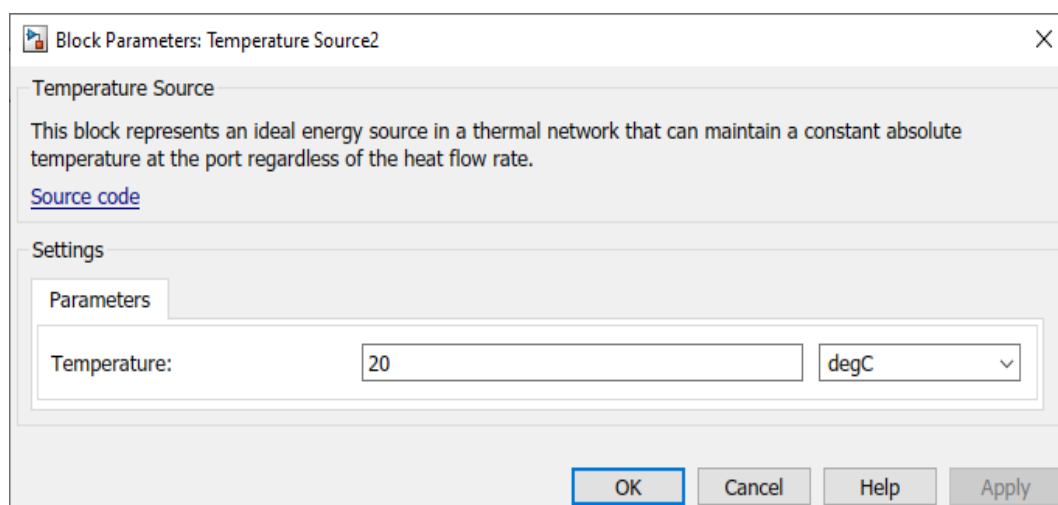 Block Parameters: Temperature Source2
Temperature Source
This block represents an ideal energy source in a thermal network that can maintain a constant absolute
temperature at the port regardless of the heat flow rate.
Source code
Settings
Parameters
Temperature: 20 degC
OK Cancel Help Apply